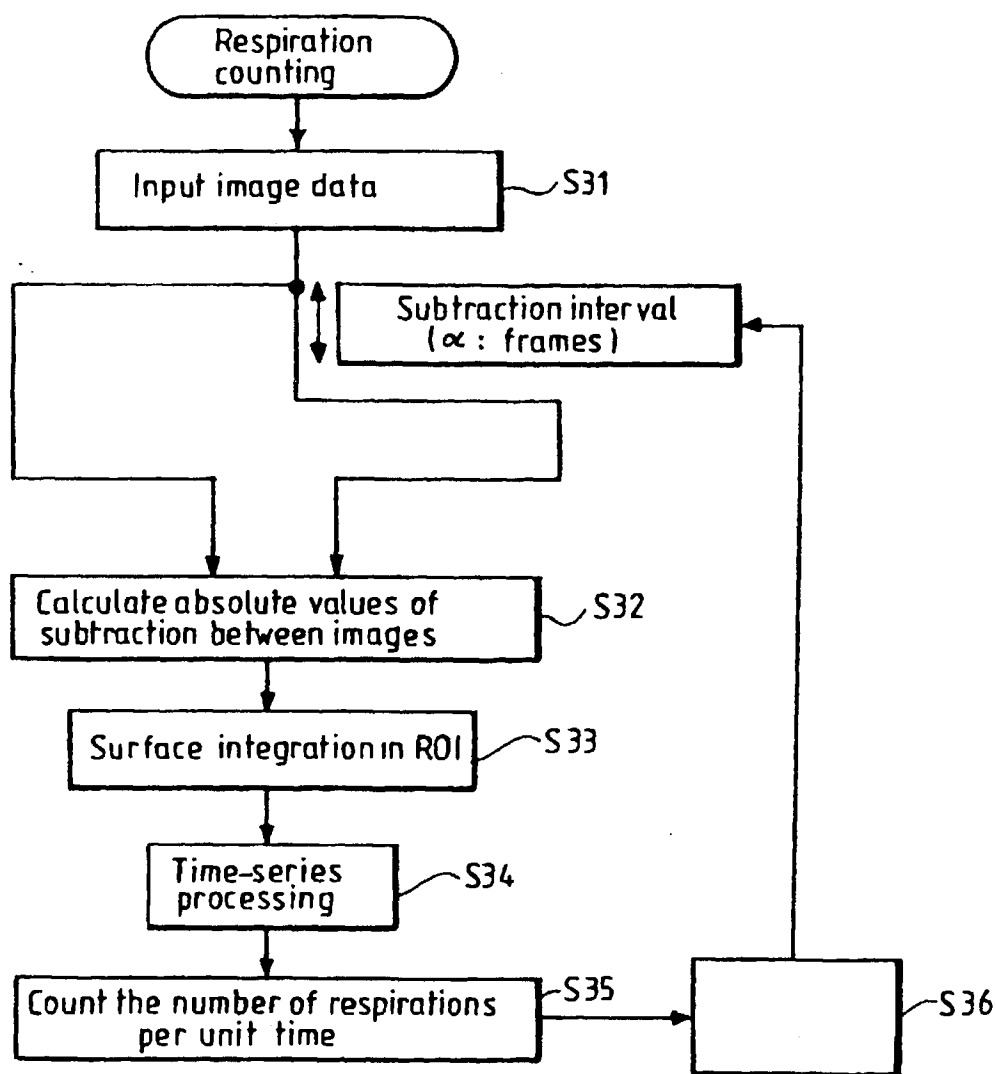 Respiration
counting
Input image data
S31
Subtraction interval
(α : frames)
Calculate absolute values of
subtraction between images
S32
Surface integration in ROI
S33
Time-series
processing
S34
Count the number of respirations
per unit time
S35
S36